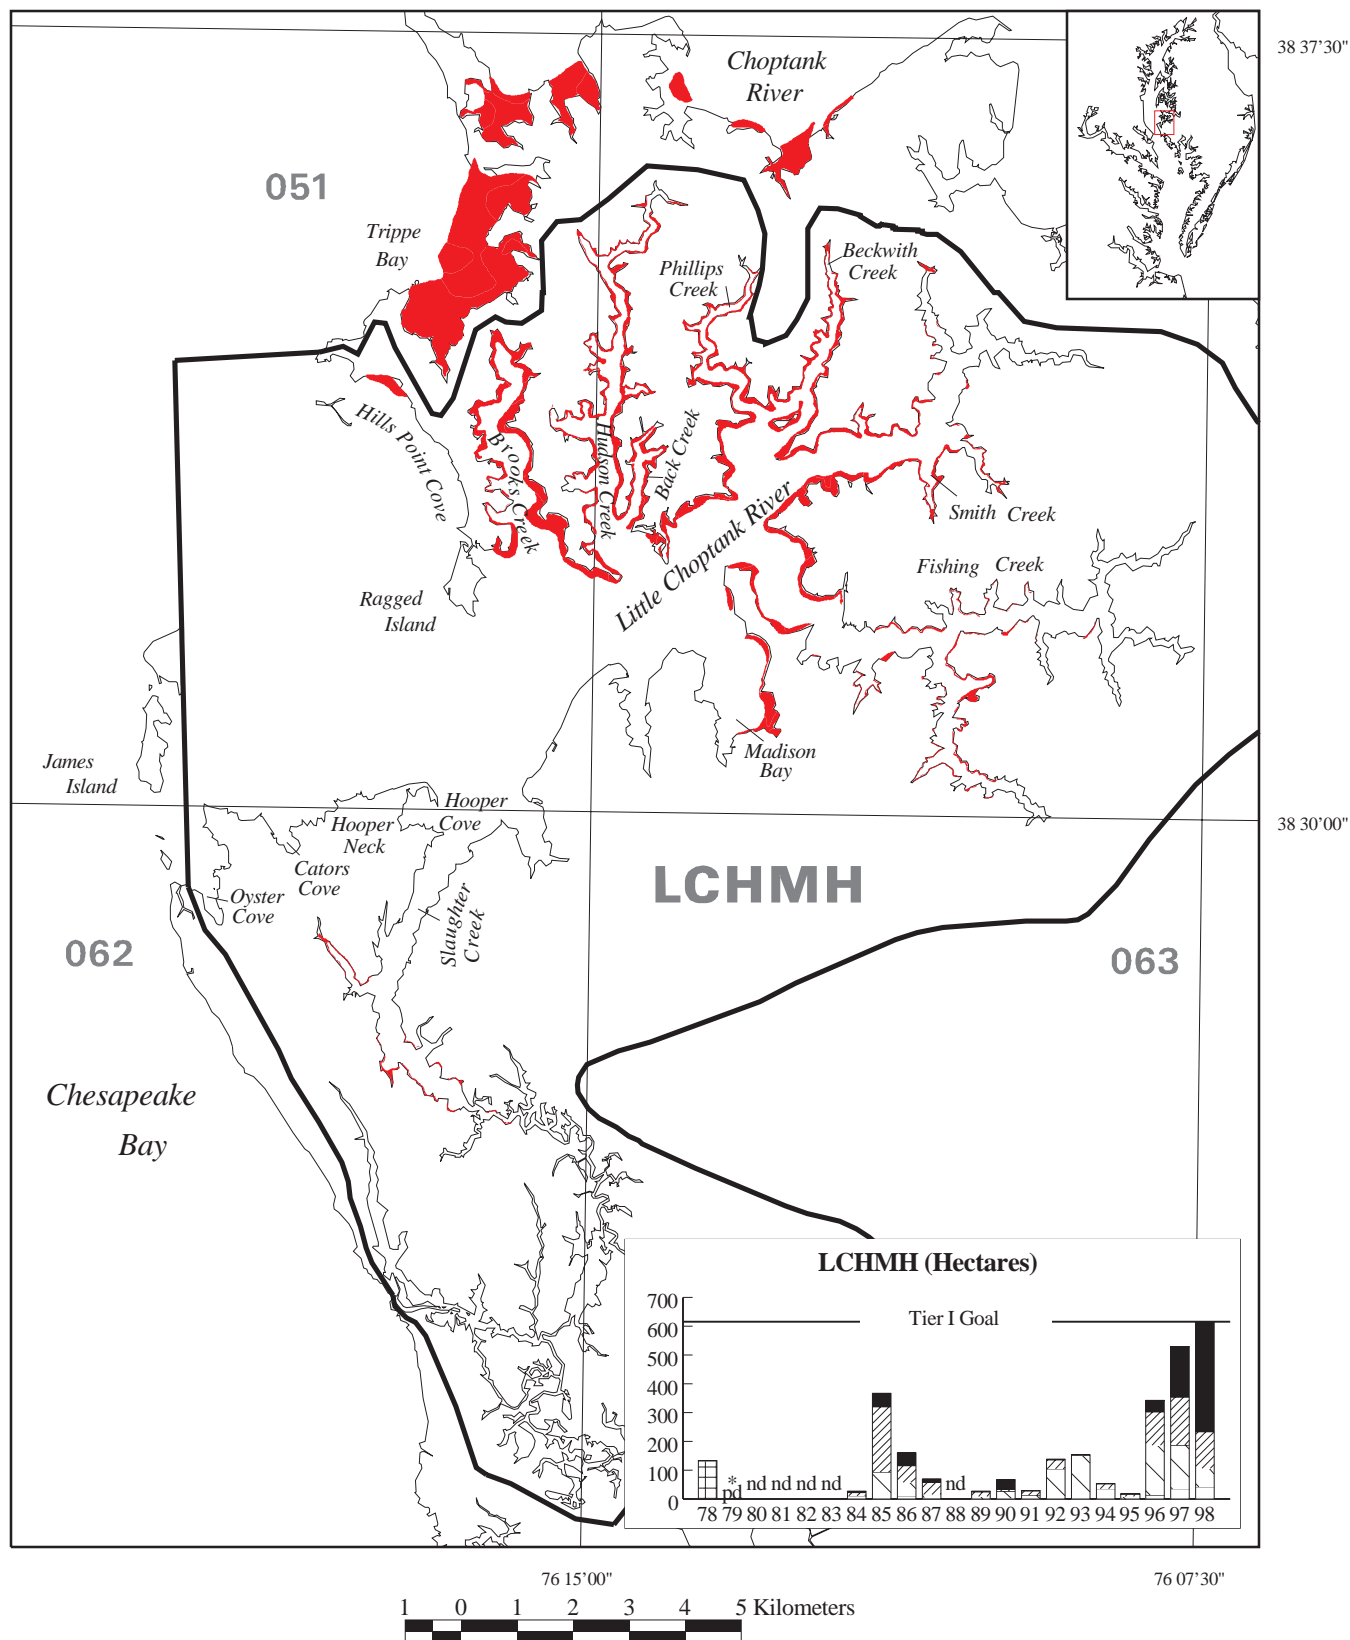 38 37'30"
Choptank
River
051
Trippe
Bay
Beckwith
Creek
Phillips
Creek
Hills Point Cove
Brooks Creek
Hudson Creek
Back Creek
Little Choptank River
Smith Creek
Fishing Creek
Ragged
Island
Madison
Bay
James
Island
Hooper
Cove
Hooper
Neck
38 30'00"
Cators
Cove
Oyster
Cove
Slaughter
Creek
LCHMH
062
063
Chesapeake
Bay
LCHMH (Hectares)
700
600
500
400
300
200
100
0
Tier I Goal
*
pd
nd nd nd nd
nd
78 79 80 81 82 83 84 85 86 87 88 89 90 91 92 93 94 95 96 97 98
76 15'00"
76 07'30"
1 0 1 2 3 4 5 Kilometers